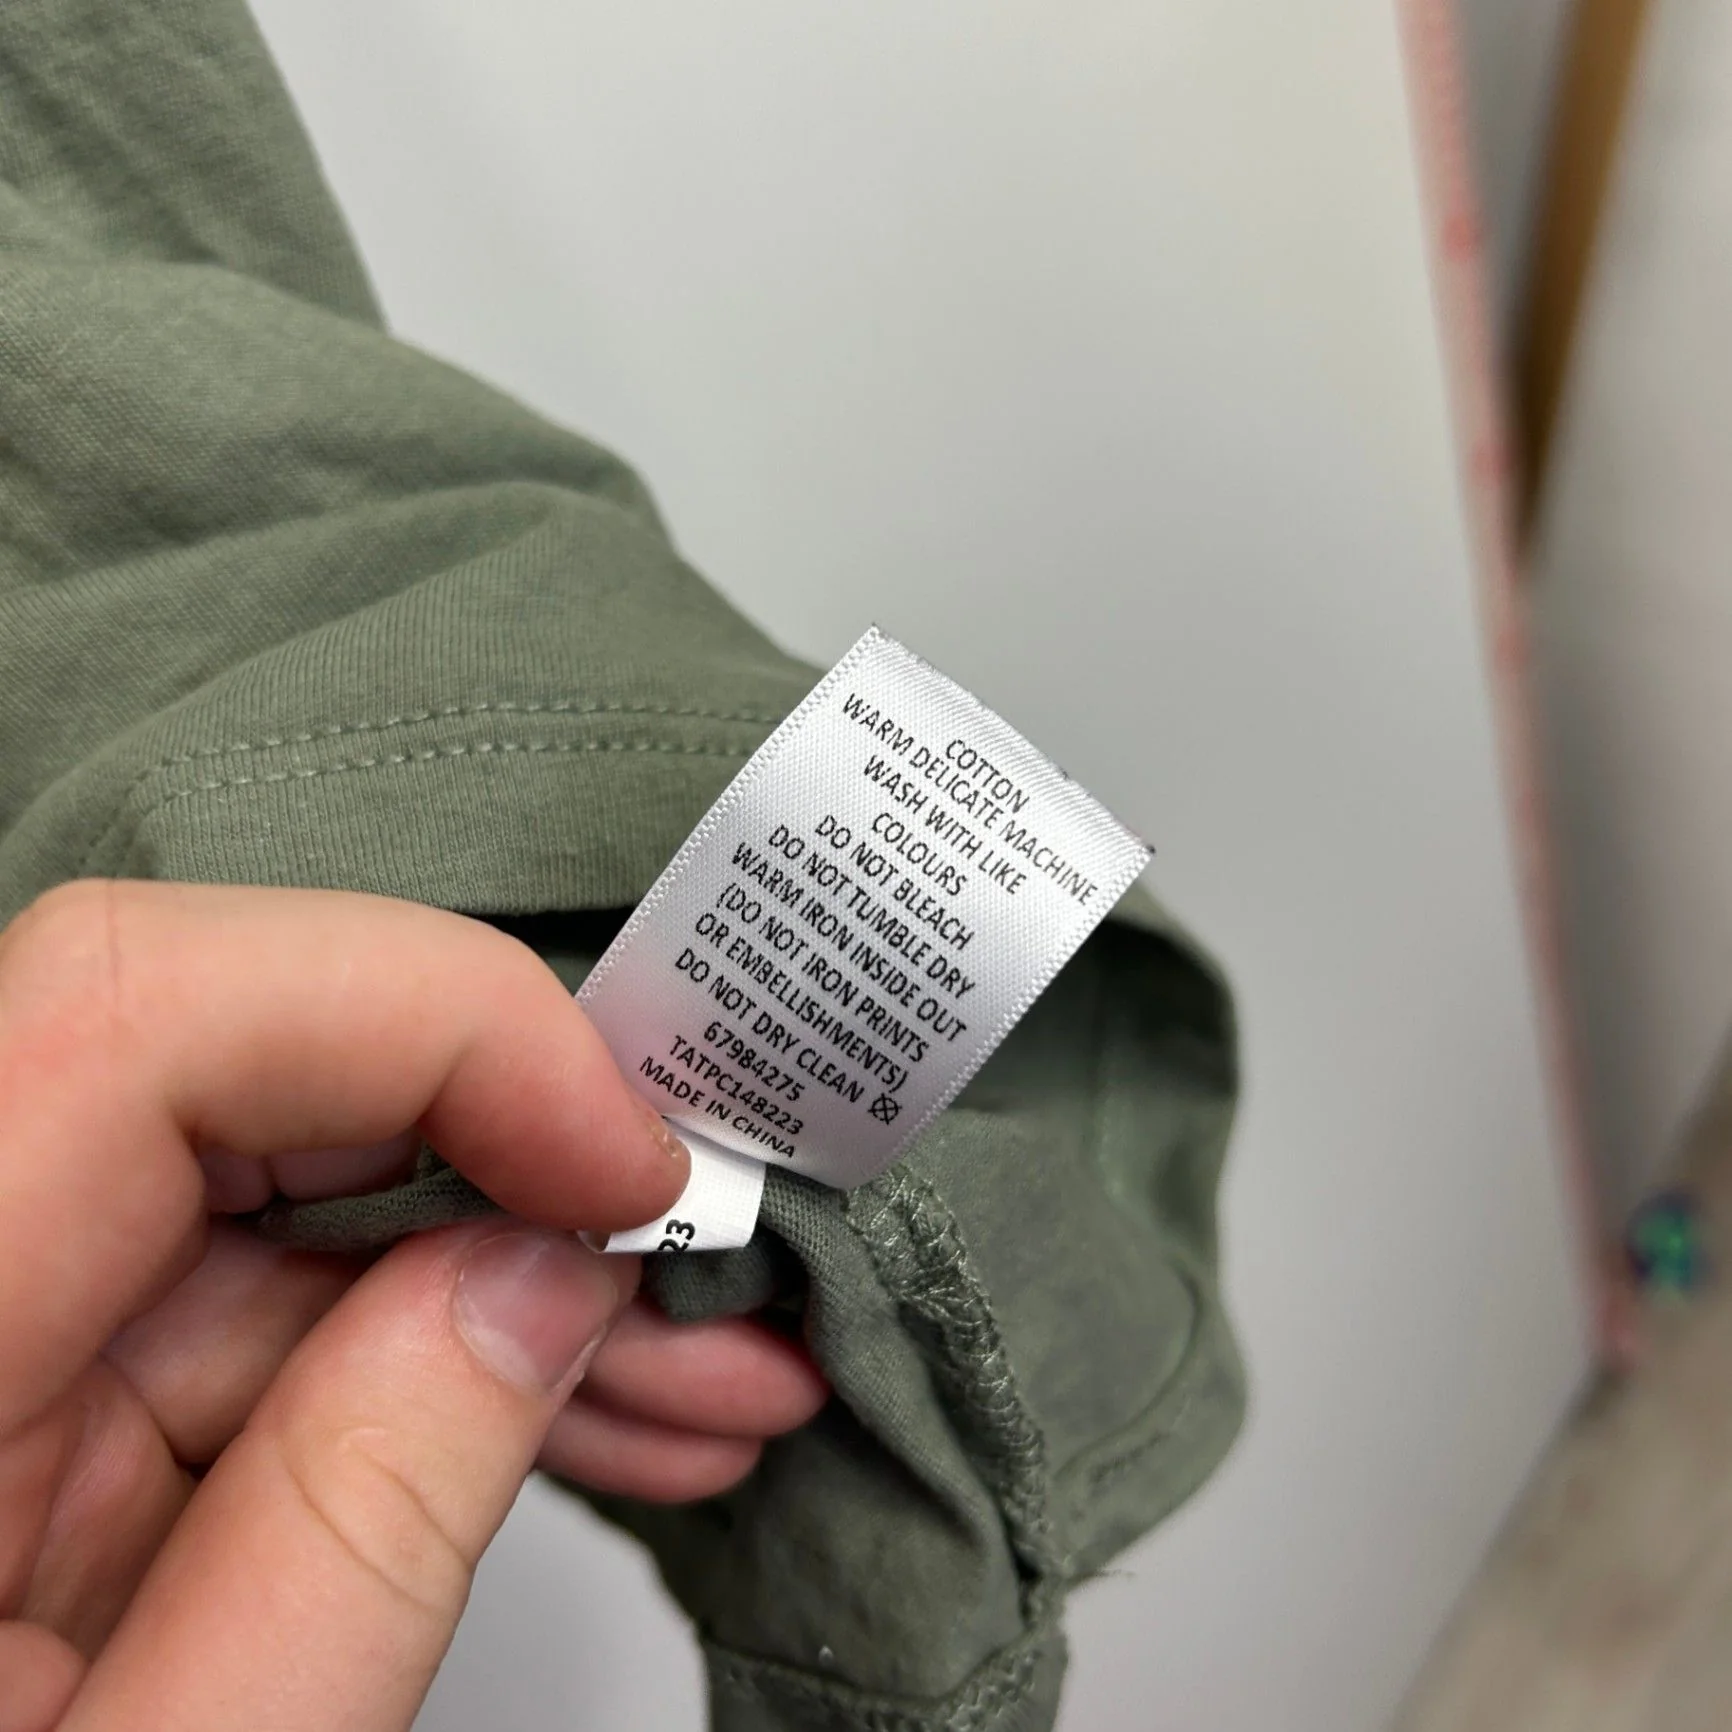 COTTON
WARM DELICATE MACHINE
WASH WITH LIKE
COLOURS
DO NOT BLEACH
DO NOT TUMBLE DRY
WARM IRON INSIDE OUT
(DO NOT IRON PRINTS
OR EMBELLISHMENTS)
DO NOT DRY CLEAN
67984275
TATPC148223
MADE IN CHINA
23